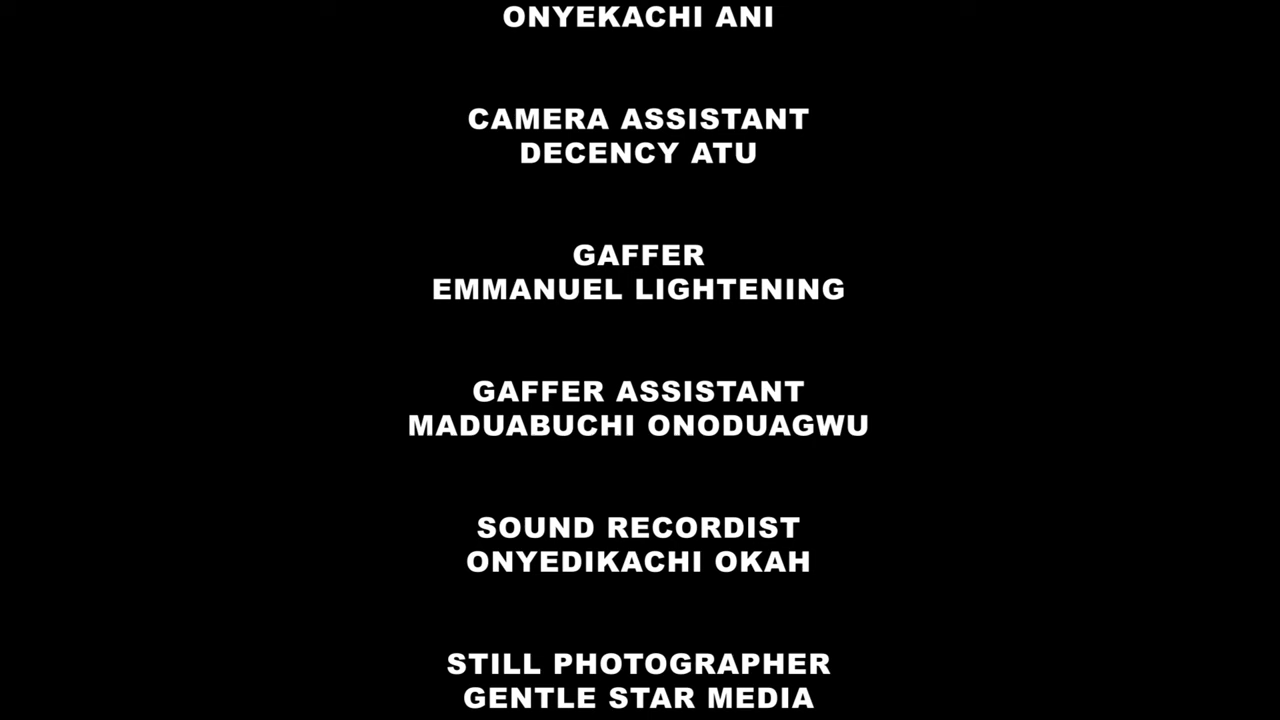 ONYEKACHI ANI
CAMERA ASSISTANT
DECENCY ATU
GAFFER
EMMANUEL LIGHTENING
GAFFER ASSISTANT
MADUABUCHI ONODUAGWU
SOUND RECORDIST
ONYEDIKACHI OKAH
STILL PHOTOGRAPHER
GENTLE STAR MEDIA